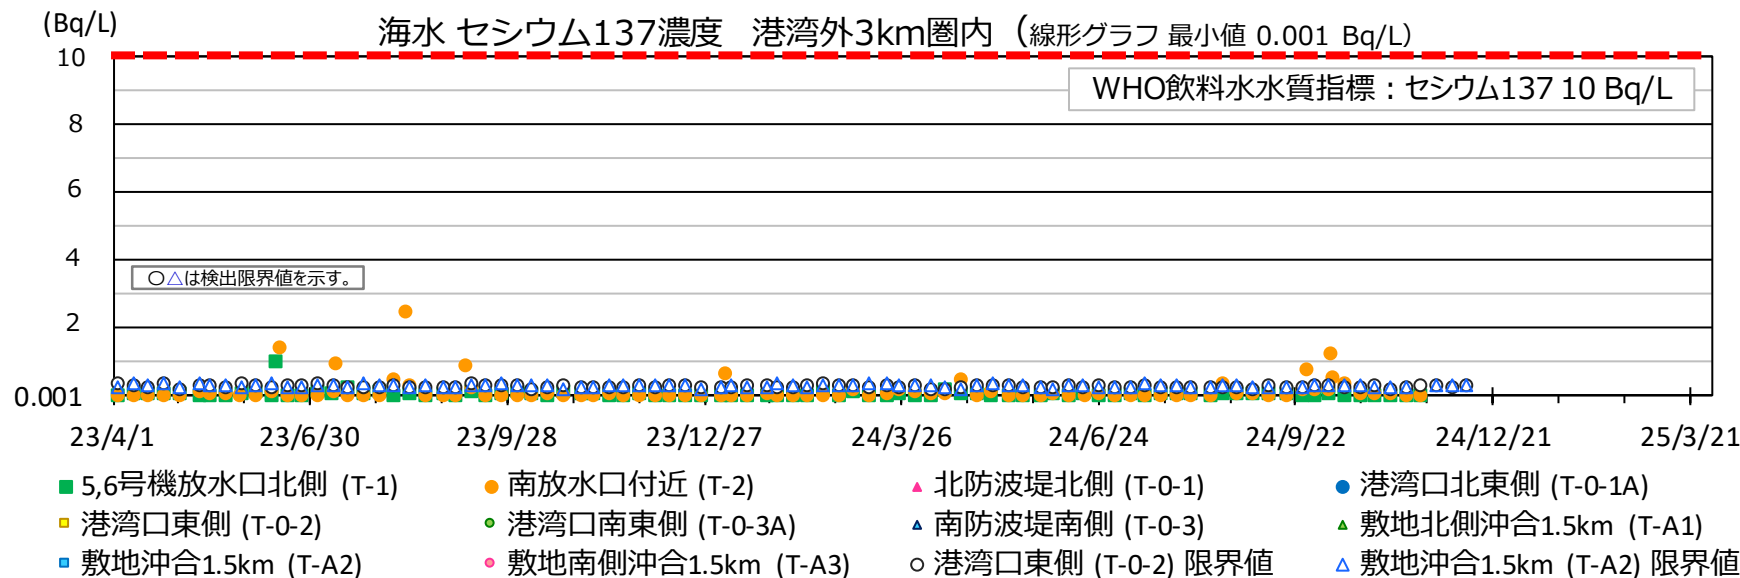 (Bq/L)
海水 セシウム137濃度 港湾外3km圏内（線形グラフ 最小値 0.001 Bq/L）
10
WHO飲料水水質指標：セシウム137 10 Bq/L
8
6
4
○△は検出限界値を示す。
2
0.001
23/4/1 23/6/30 23/9/28 23/12/27 24/3/26 24/6/24 24/9/22 24/12/21 25/3/21
5,6号機放水口北側 (T-1) 南放水口付近 (T-2) 北防波堤北側 (T-0-1) 港湾口北東側 (T-0-1A)
港湾口東側 (T-0-2) 港湾口南東側 (T-0-3A) 南防波堤南側 (T-0-3) 敷地北側沖合1.5km (T-A1)
敷地沖合1.5km (T-A2) 敷地南側沖合1.5km (T-A3) 港湾口東側 (T-0-2) 限界値 敷地沖合1.5km (T-A2) 限界値